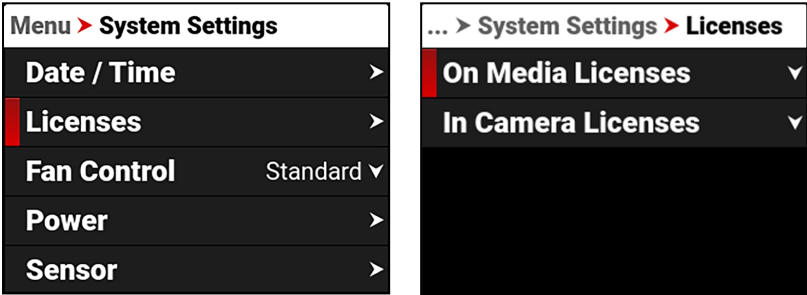 Menu > System Settings
Date / Time
Licenses
Fan Control Standard
Power
Sensor
... > System Settings > Licenses
On Media Licenses
In Camera Licenses